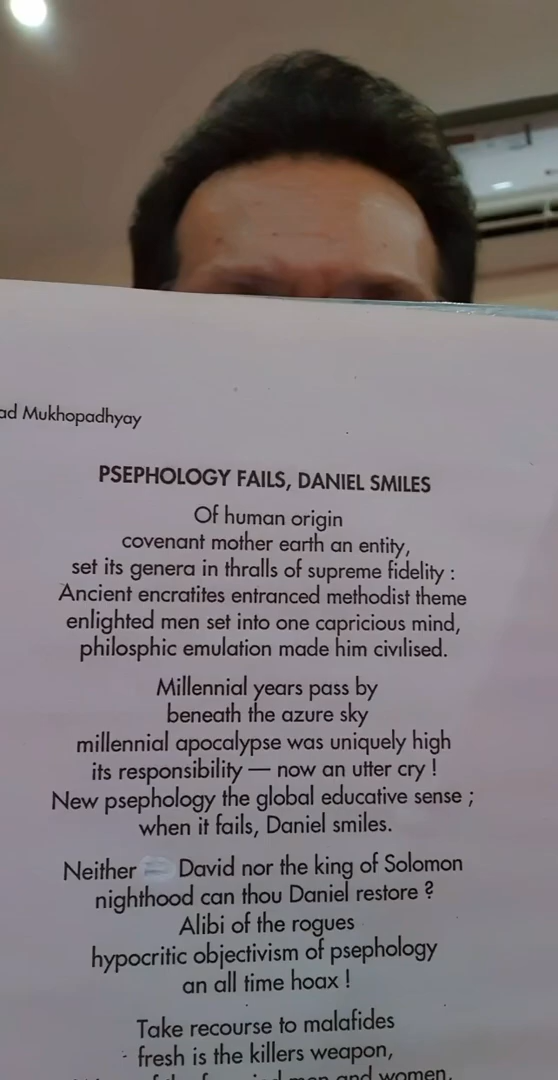 ad Mukhopadhyay
PSEPHOLOGY FAILS, DANIEL SMILES
Of human origin
covenant mother earth an entity,
set its genera in thralls of supreme fidelity :
Ancient encratites entranced methodist theme
enlighted men set into one capricious mind,
philosphic emulation made him civilised.
Millennial years pass by
beneath the azure sky
millennial apocalypse was uniquely high
its responsibility — now an utter cry !
New psephology the global educative sense ;
when it fails, Daniel smiles.
Neither David nor the king of Solomon
nighthood can thou Daniel restore ?
Alibi of the rogues
hypocritic objectivism of psephology
an all time hoax !
Take recourse to malafides
fresh is the killers weapon,
men and women,